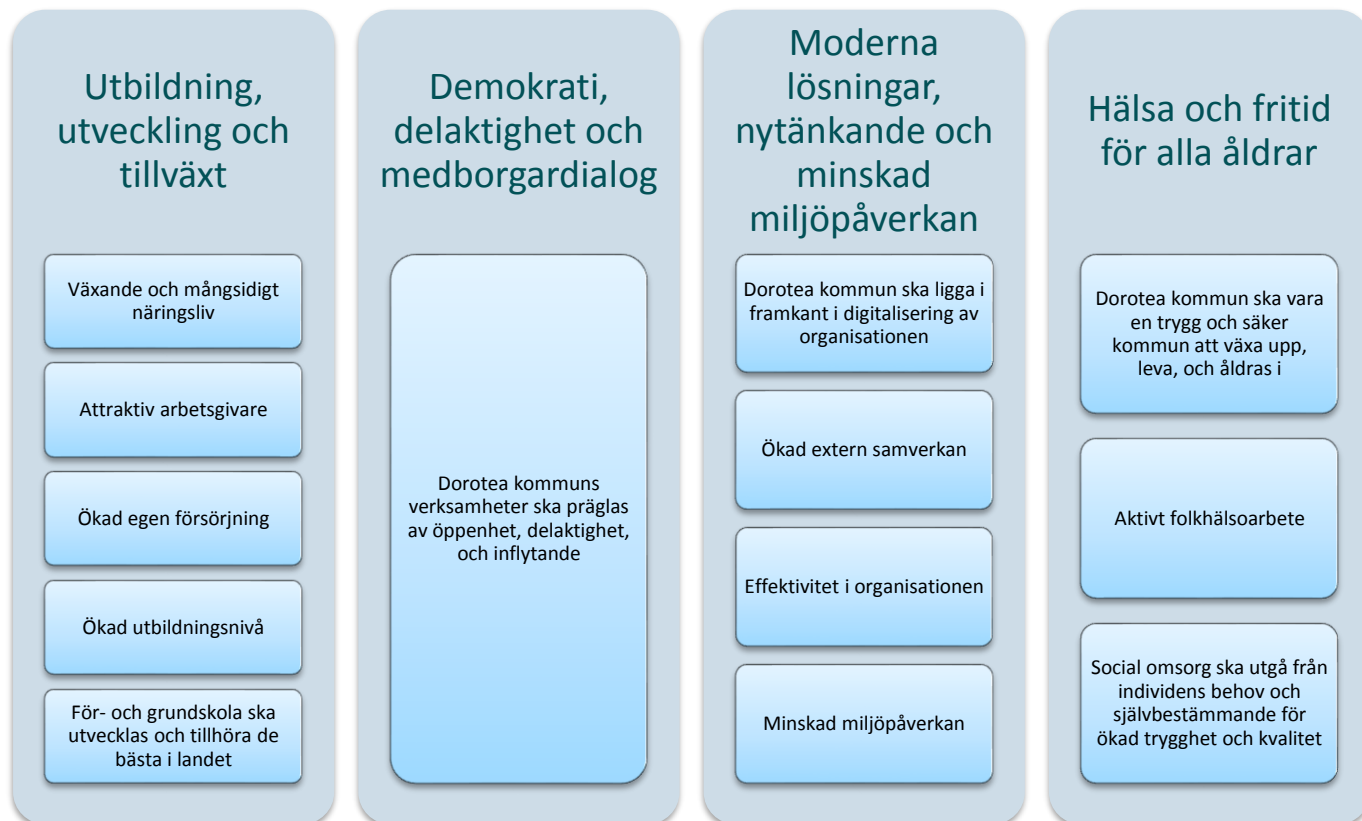 Utbildning,
utveckling och
tillväxt
Växande och mångsidigt
näringsliv
Attraktiv arbetsgivare
Ökad egen försörjning
Ökad utbildningsnivå
För- och grundskola ska
utvecklas och tillhöra de
bästa i landet
Demokrati,
delaktighet och
medborgardialog
Dorotea kommuns
verksamheter ska präglas
av öppenhet, delaktighet,
och inflytande
Moderna
lösningar,
nytänkande och
minskad
miljöpåverkan
Dorotea kommun ska ligga i
framkant i digitalisering av
organisationen
Ökad extern samverkan
Effektivitet i organisationen
Minskad miljöpåverkan
Hälsa och fritid
för alla åldrar
Dorotea kommun ska vara
en trygg och säker
kommun att växa upp,
leva, och åldras i
Aktivt folkhälsoarbete
Social omsorg ska utgå från
individens behov och
självbestämmande för
ökad trygghet och kvalitet